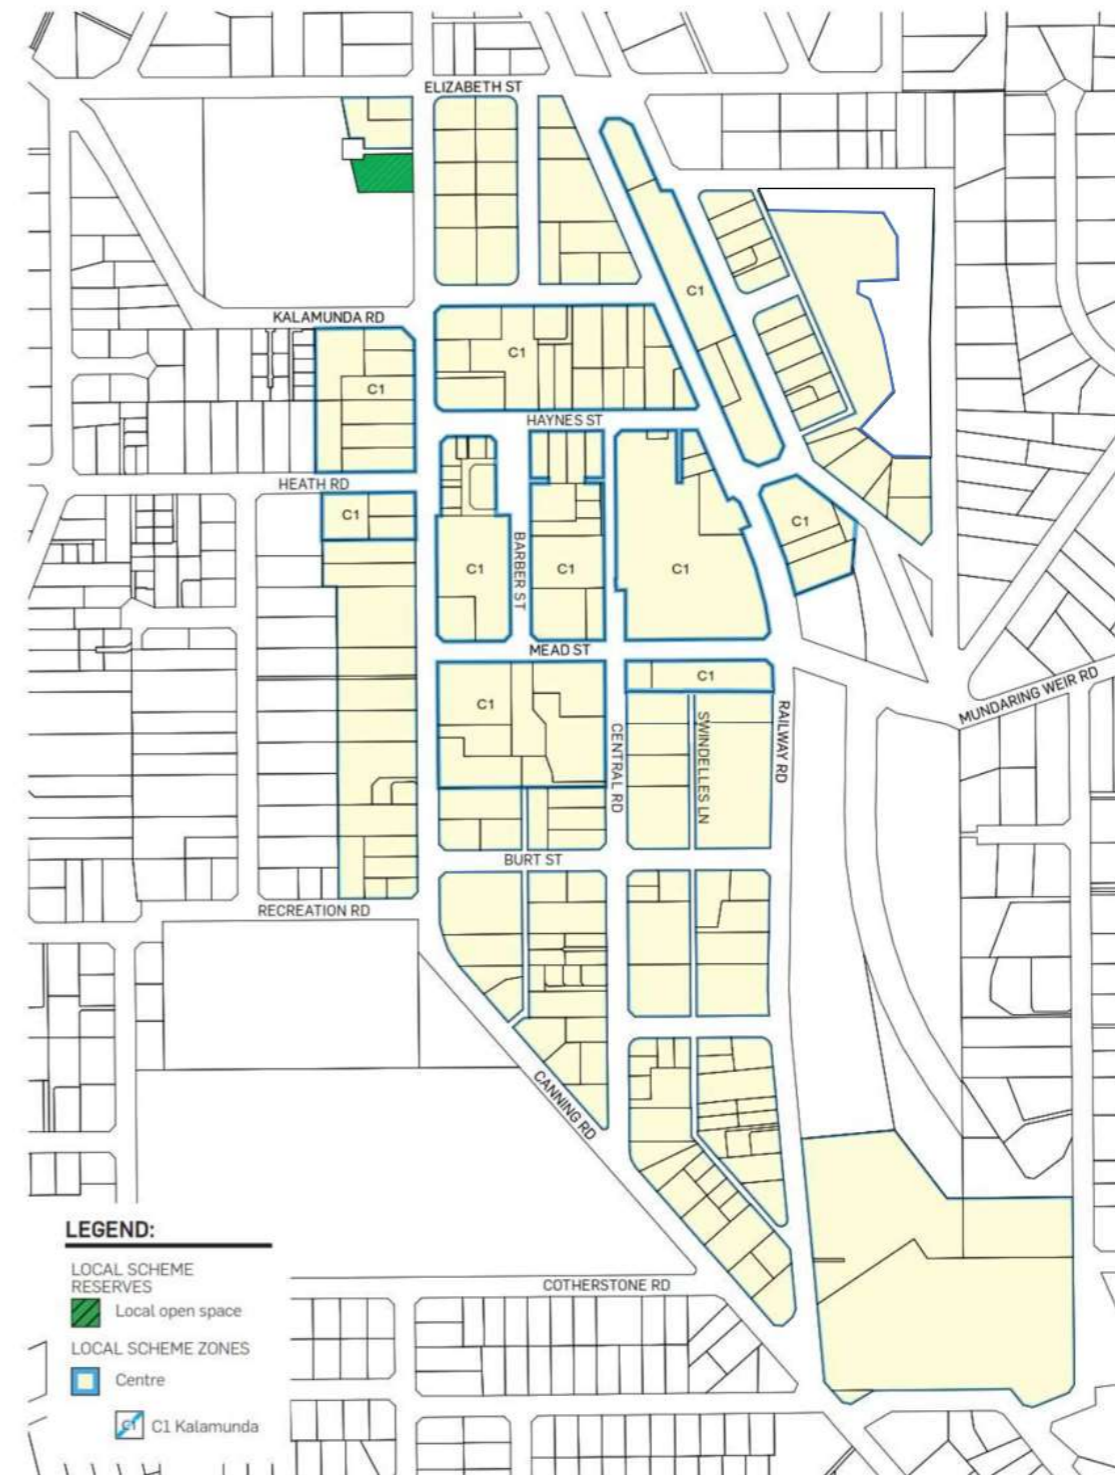 ELIZABETH ST
C1
KALAMUNDA RD
C1
C1
HAYNES ST
HEATH RD
C1
C1
BARBER ST
C1
C1
C1
MEAD ST
C1
C1
MUNDARING WEIR RD
CENTRAL RD
SWINDELLES LN
RAILWAY RD
BURT ST
RECREATION RD
CANNING RD
COTHERSTONE RD
LEGEND:
LOCAL SCHEME
RESERVES
Local open space
LOCAL SCHEME ZONES
Centre
C1 C1 Kalamunda